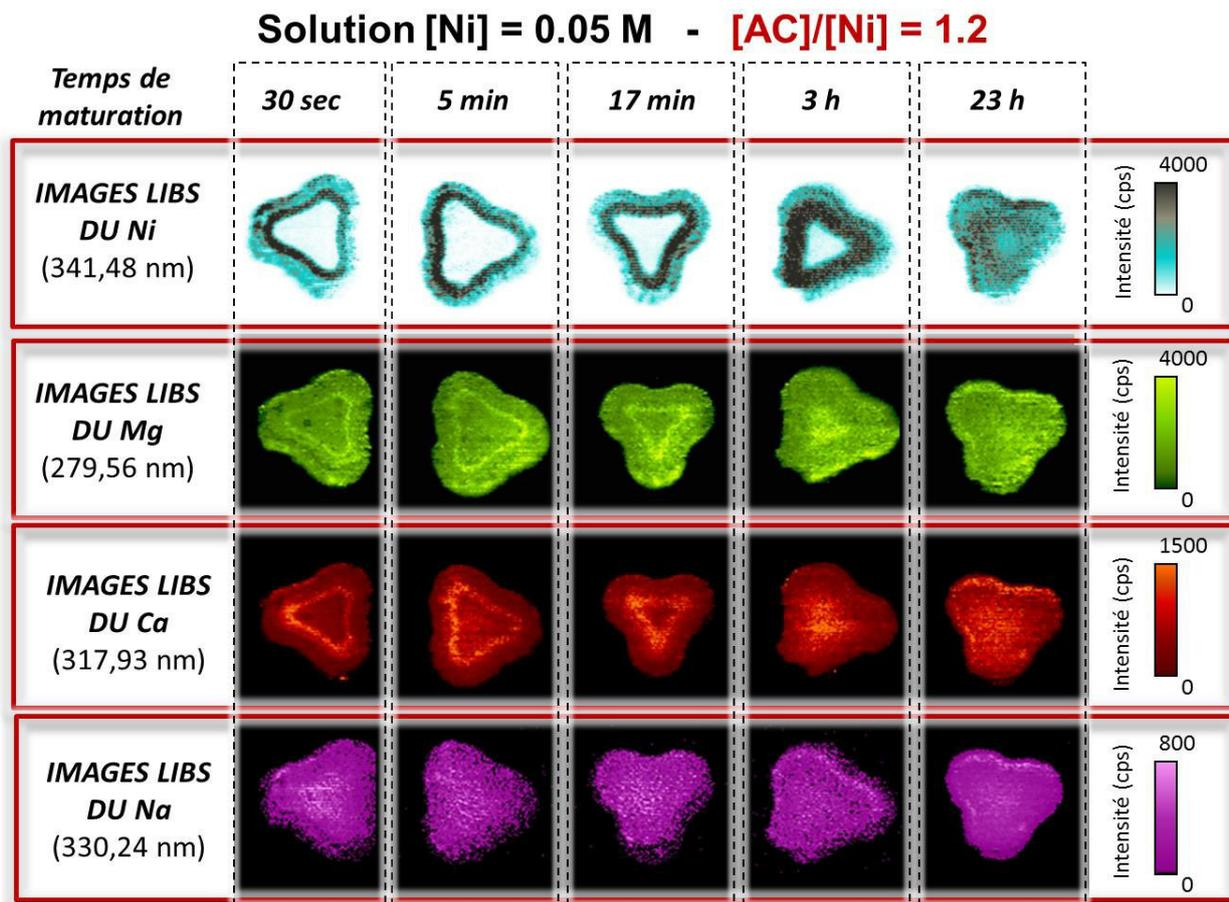 Solution [Ni] = 0.05 M - [AC]/[Ni] = 1.2
Temps de
maturation
30 sec
5 min
17 min
3 h
23 h
IMAGES LIBS
DU Ni
(341,48 nm)
Intensité (cps)
4000
0
IMAGES LIBS
DU Mg
(279,56 nm)
Intensité (cps)
4000
0
IMAGES LIBS
DU Ca
(317,93 nm)
Intensité (cps)
1500
0
IMAGES LIBS
DU Na
(330,24 nm)
Intensité (cps)
800
0